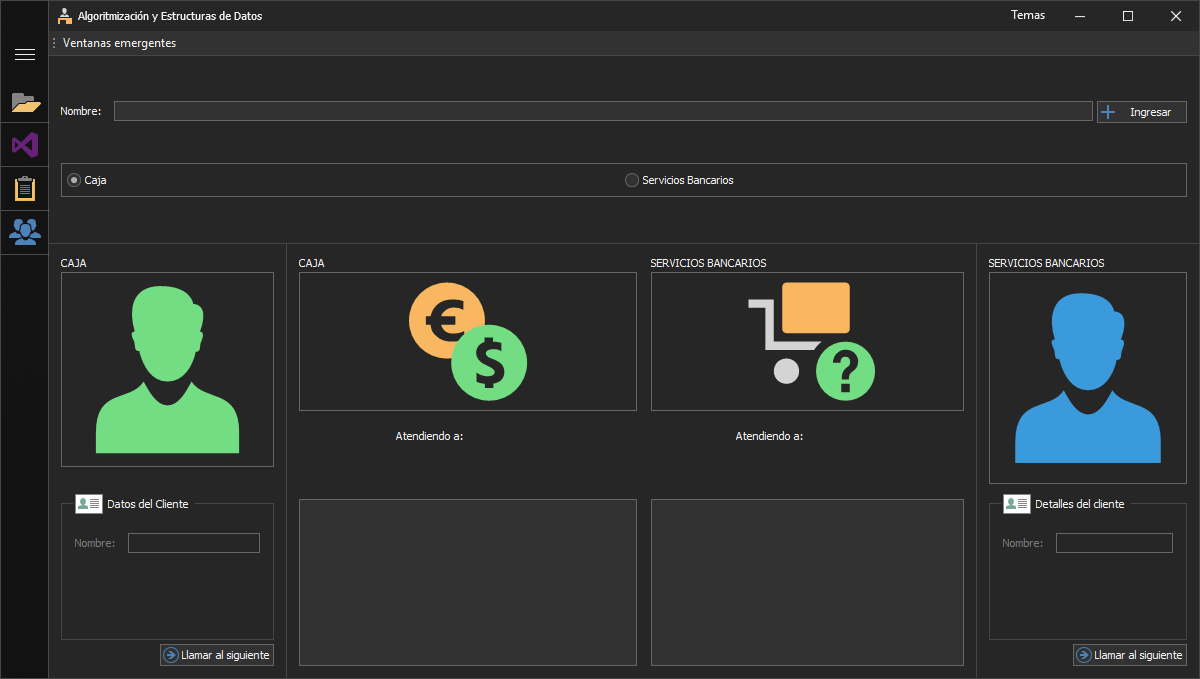 Algoritmización y Estructuras de Datos
Temas
Ventanas emergentes
Nombre:
Ingresar
Caja
Servicios Bancarios
CAJA
CAJA
SERVICIOS BANCARIOS
SERVICIOS BANCARIOS
€
$
?
Atendiendo a:
Atendiendo a:
Datos del Cliente
Detalles del cliente
Nombre:
Nombre:
Llamar al siguiente
Llamar al siguiente